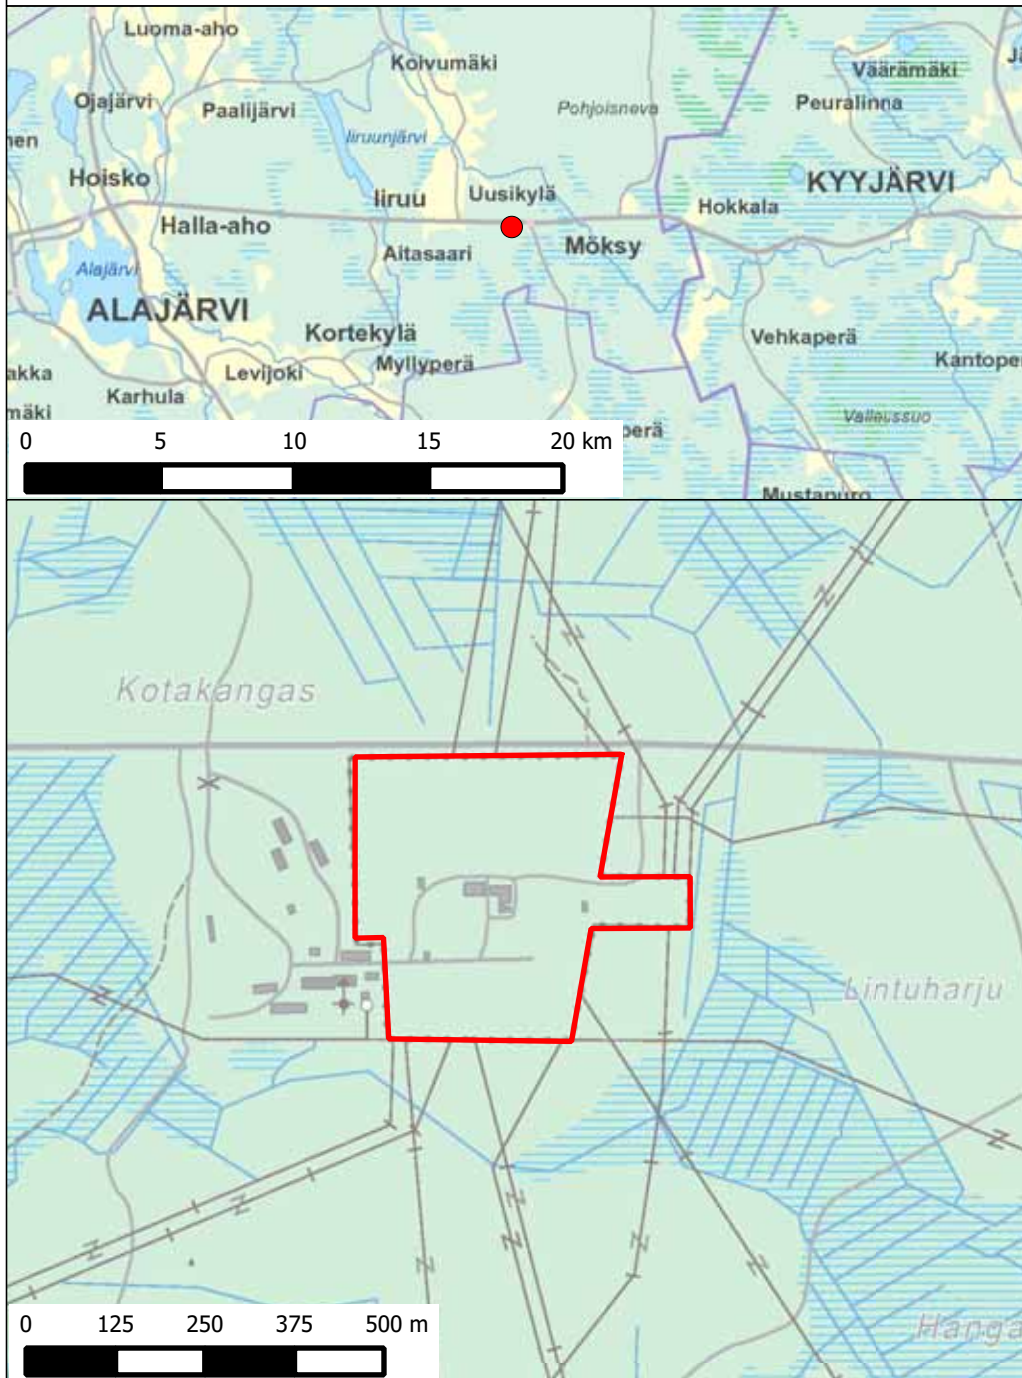 Luoma-aho
Koivumäki
Väärämäki
Ojajärvi
Paalijärvi
Pohjoisneva
Peuralinna
Iiruunjärvi
Hoisko
Iiruu
Uusikylä
KYYJÄRVI
Hokkala
Halla-aho
Aitasaari
Möksy
Alajärvi
ALAJÄRVI
Kortekylä
Vehkaperä
Myllyperä
Levijoki
Karhula
Valleussuo
Mustapuro
0 5 10 15 20 km
Kotakangas
Lintuharju
0 125 250 375 500 m